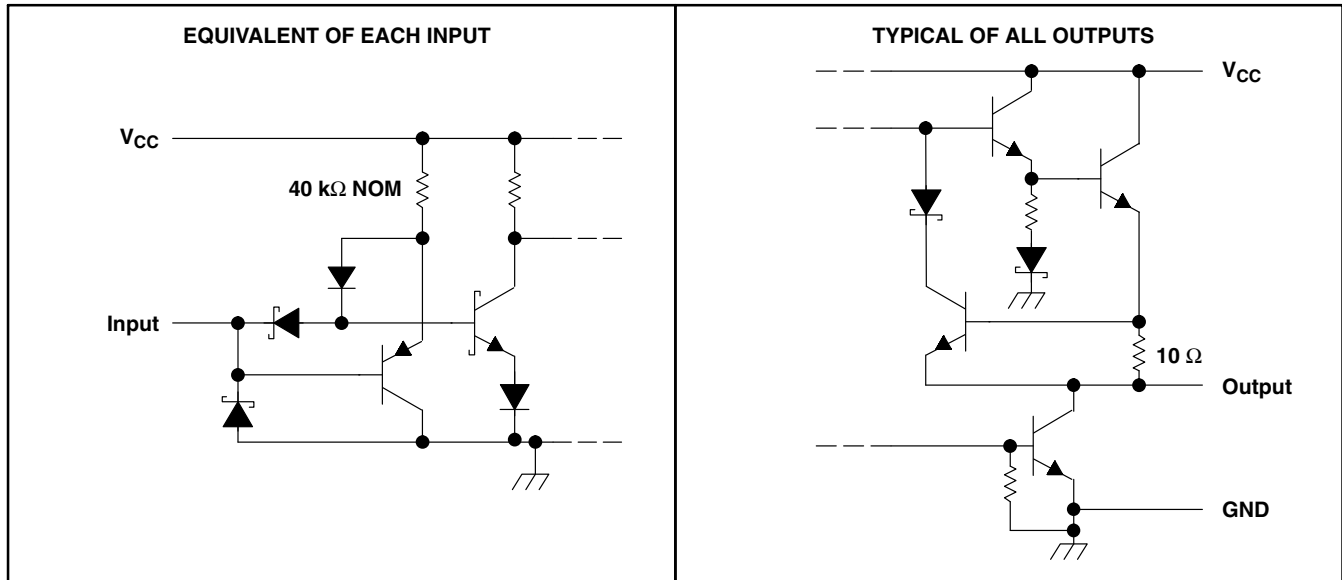 EQUIVALENT OF EACH INPUT
VCC
40 kΩ NOM
Input
TYPICAL OF ALL OUTPUTS
VCC
10 Ω
Output
GND